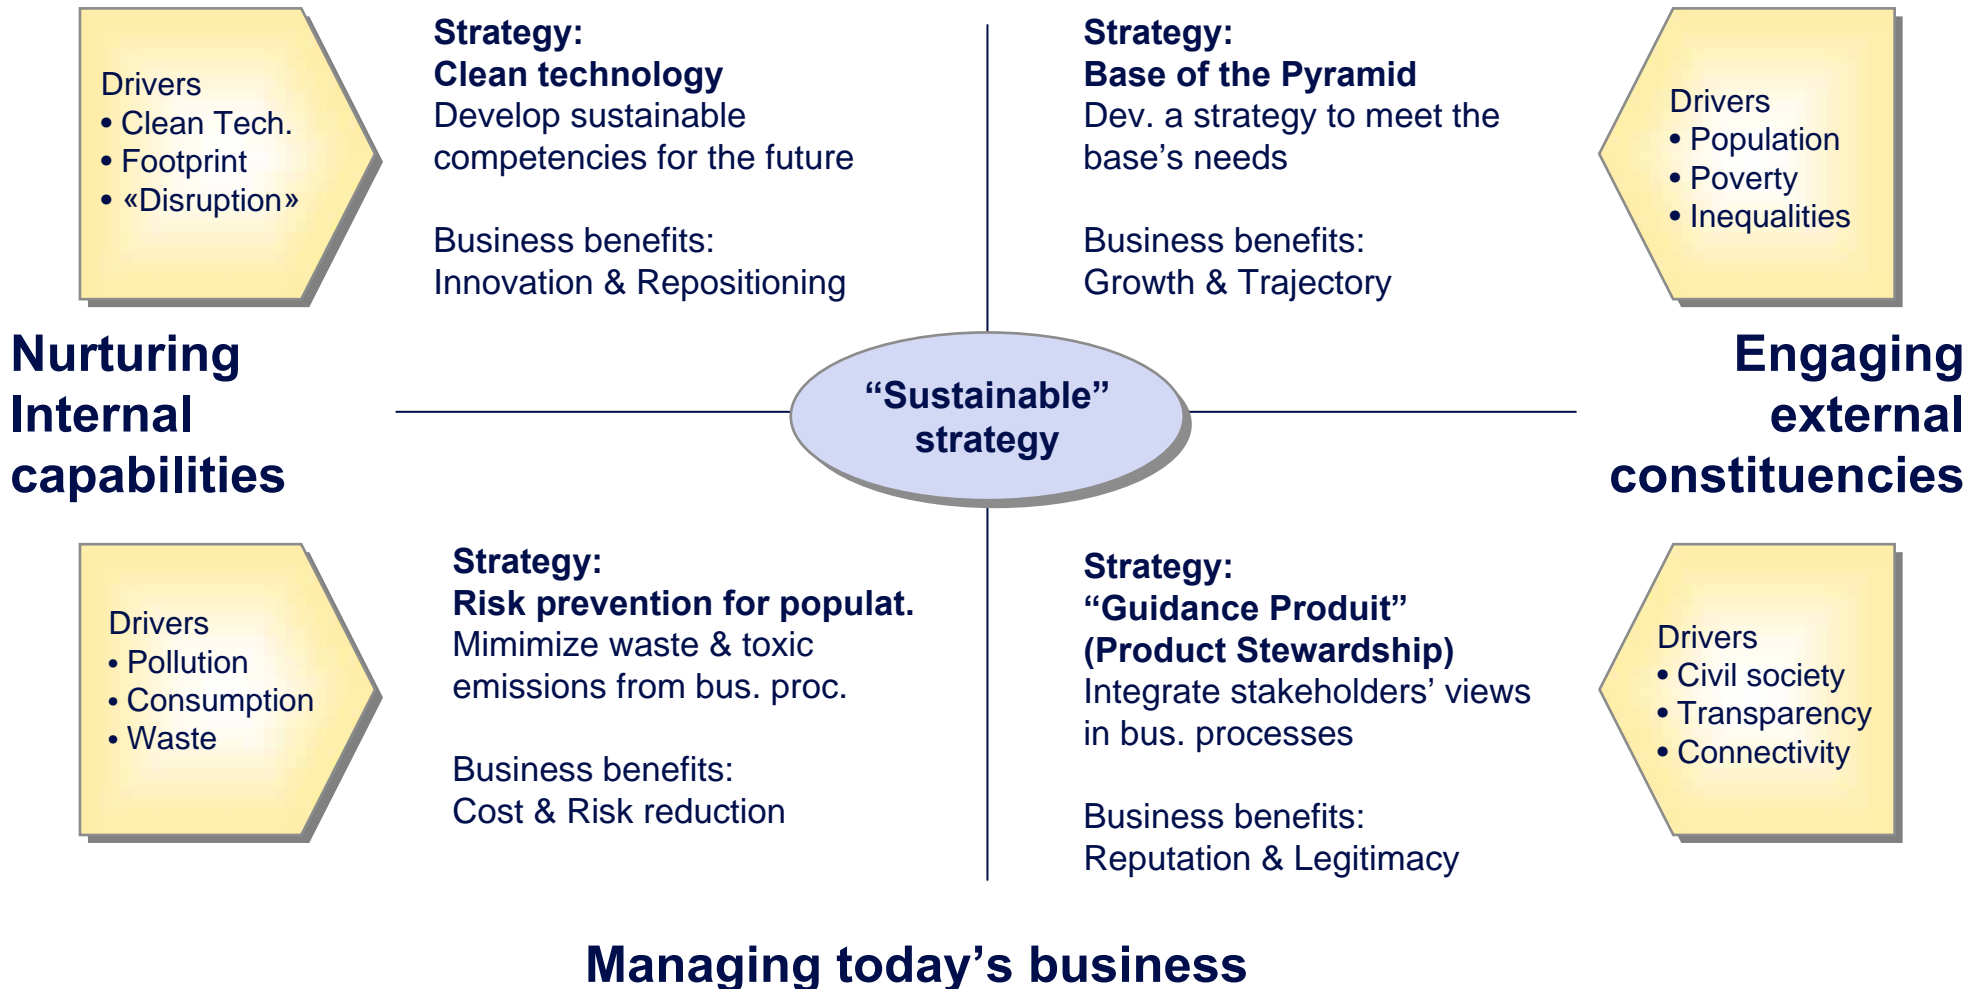 Drivers
• Clean Tech.
• Footprint
• «Disruption»
Strategy:
Clean technology
Develop sustainable
competencies for the future
Business benefits:
Innovation & Repositioning
Strategy:
Base of the Pyramid
Dev. a strategy to meet the
base’s needs
Business benefits:
Growth & Trajectory
Drivers
• Population
• Poverty
• Inequalities
Nurturing
Internal
capabilities
“Sustainable”
strategy
Engaging
external
constituencies
Drivers
• Pollution
• Consumption
• Waste
Strategy:
Risk prevention for populat.
Mimimize waste & toxic
emissions from bus. proc.
Business benefits:
Cost & Risk reduction
Strategy:
“Guidance Produit”
(Product Stewardship)
Integrate stakeholders’ views
in bus. processes
Business benefits:
Reputation & Legitimacy
Drivers
• Civil society
• Transparency
• Connectivity
Managing today’s business